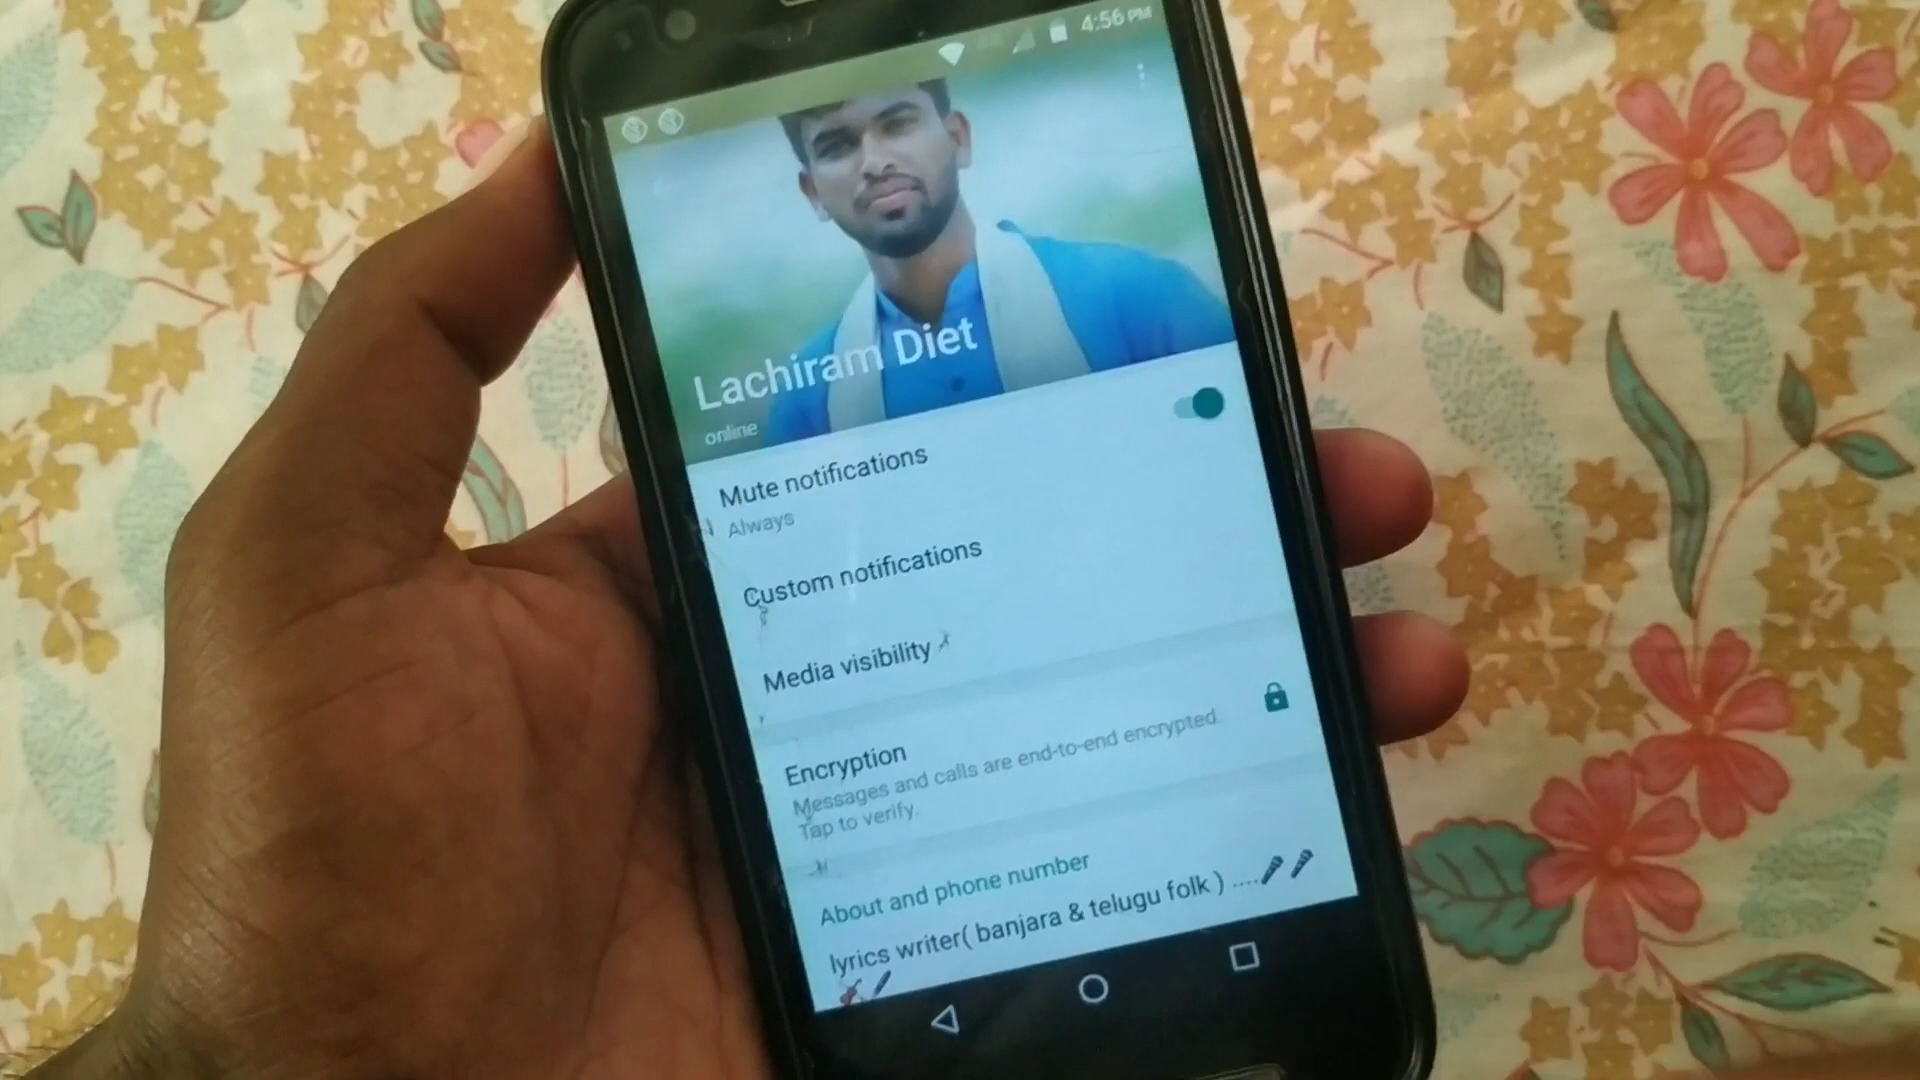 4:56 PM
Lachiram Diet
online
Mute notifications
Always
Custom notifications
Media visibility
Encryption
Messages and calls are end-to-end encrypted.
Tap to verify.
About and phone number
lyrics writer( banjara & telugu folk ) ....🎤🎤